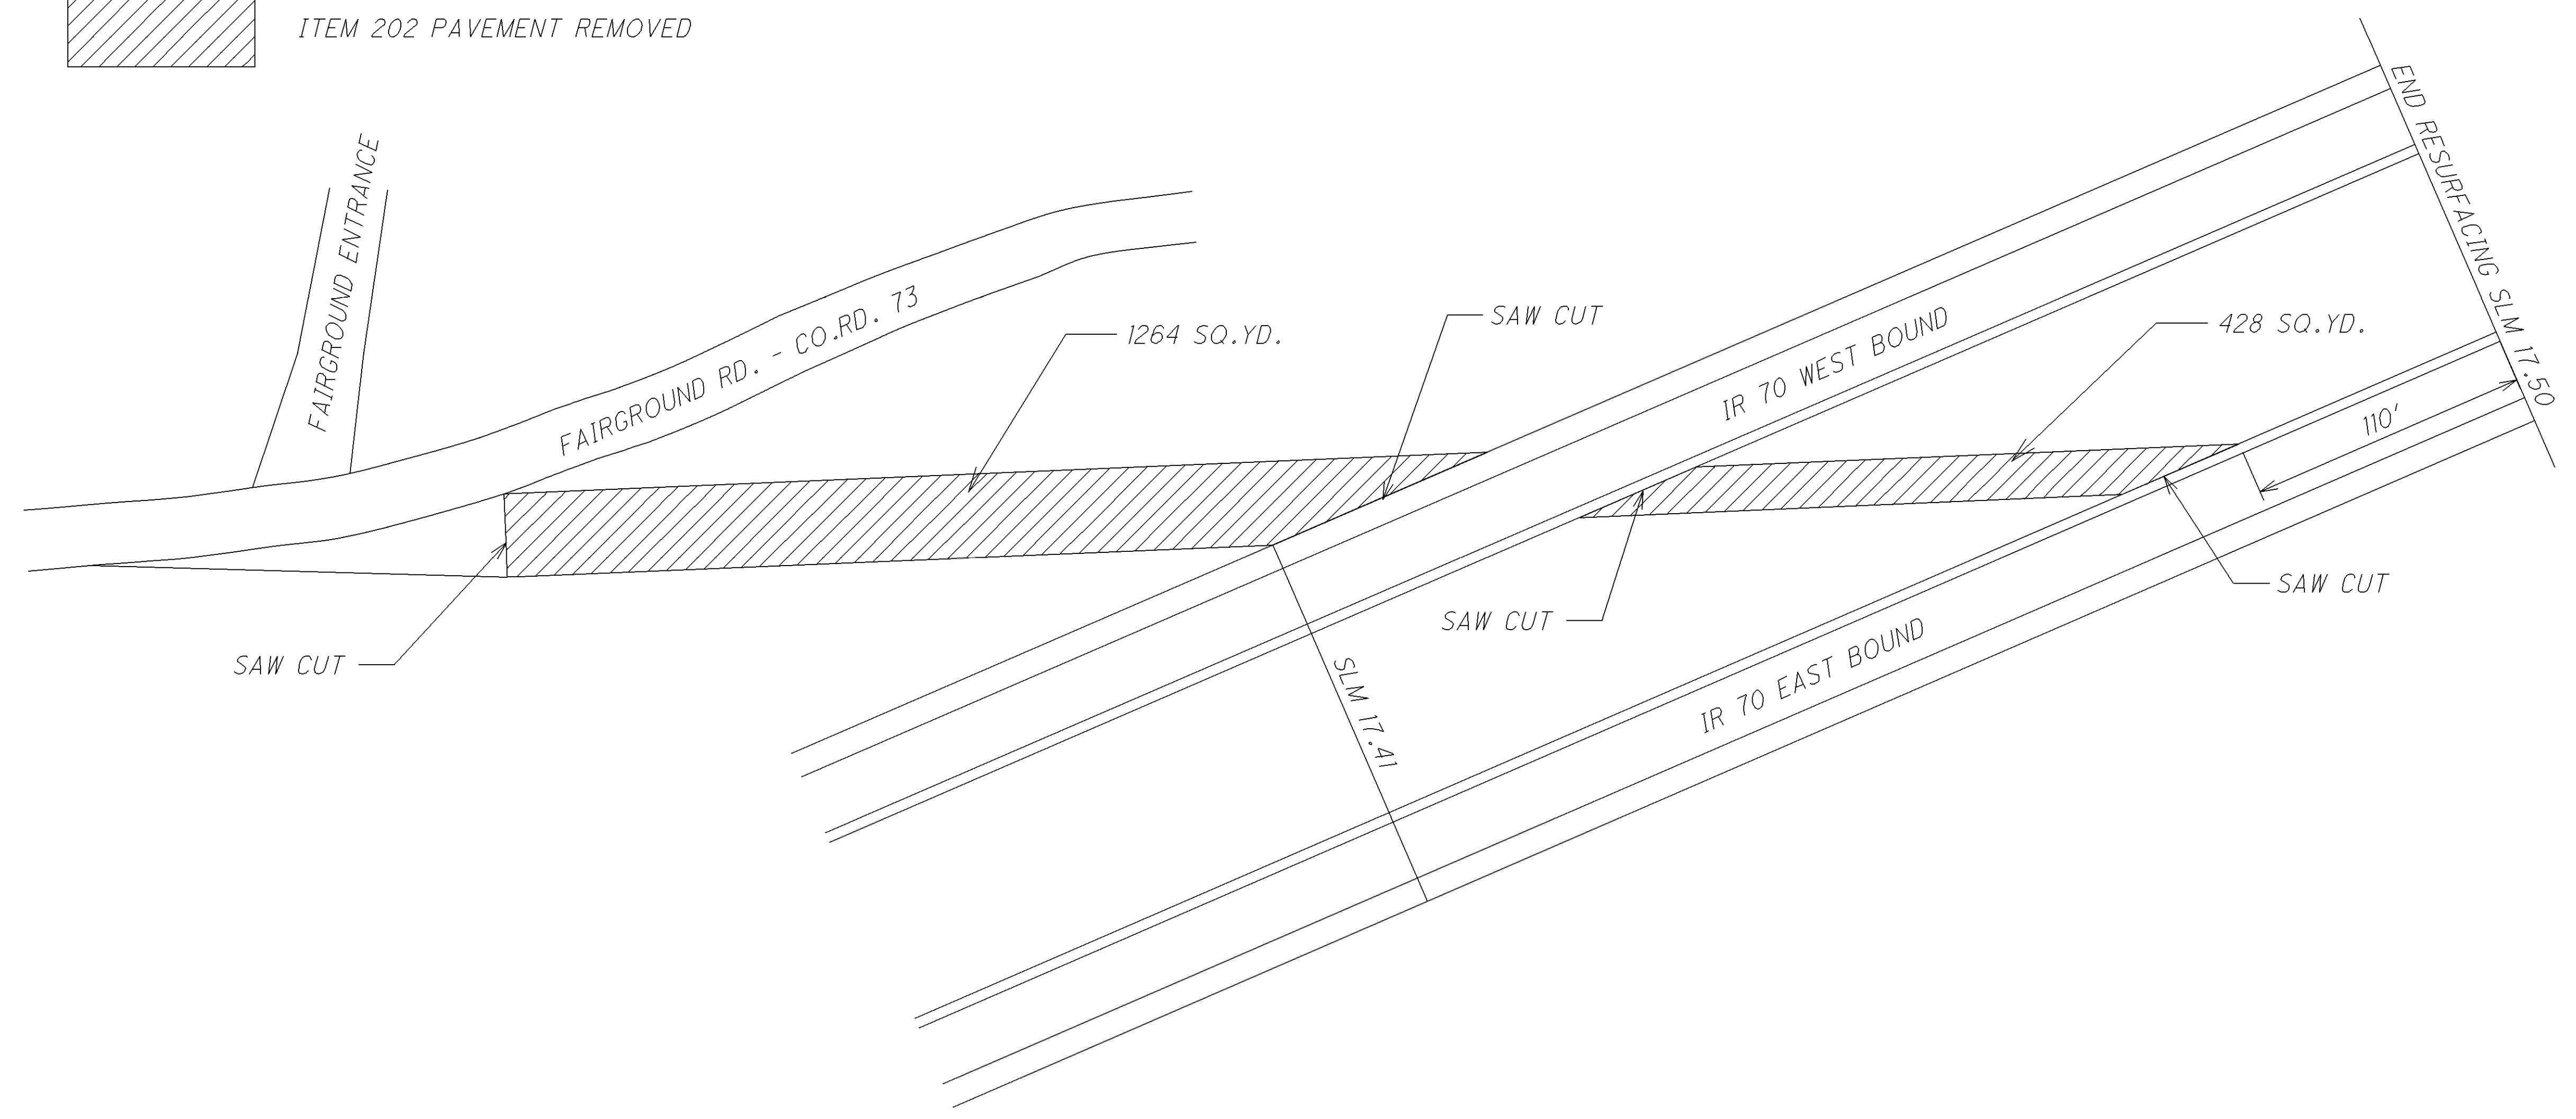 ITEM 202 PAVEMENT REMOVED
FAIRGROUND ENTRANCE
FAIRGROUND RD. - CO.RD. 73
1264 SQ.YD.
SAW CUT
IR 70 WEST BOUND
428 SQ.YD.
END RESURFACING SLM 17.50
110'
SAW CUT
SAW CUT
SAW CUT
SLM 17.41
IR 70 EAST BOUND